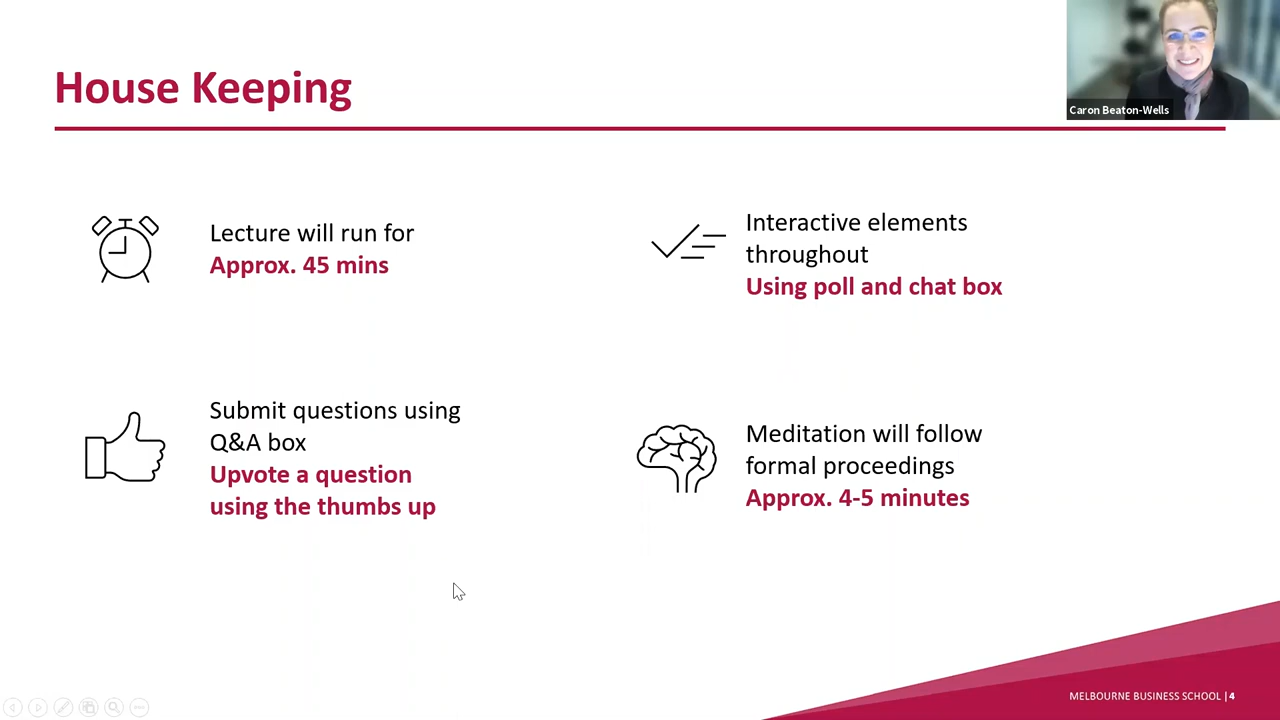 House Keeping
Caron Beaton-Wells
Lecture will run for
Approx. 45 mins
Interactive elements
throughout
Using poll and chat box
Submit questions using
Q&A box
Upvote a question
using the thumbs up
Meditation will follow
formal proceedings
Approx. 4-5 minutes
MELBOURNE BUSINESS SCHOOL | 4